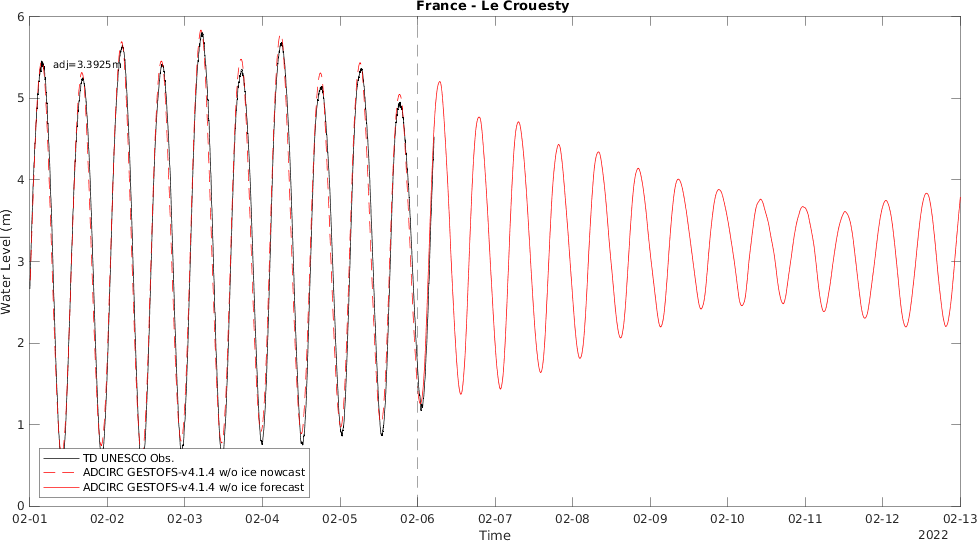 France - Le Crouesty
6
5
4
3
2
1
0
Water Level (m)
adj=3.3925m
TD UNESCO Obs.
ADCIRC GESTOFS-v4.1.4 w/o ice nowcast
ADCIRC GESTOFS-v4.1.4 w/o ice forecast
02-01 02-02 02-03 02-04 02-05 02-06 02-07 02-08 02-09 02-10 02-11 02-12 02-13
Time
2022